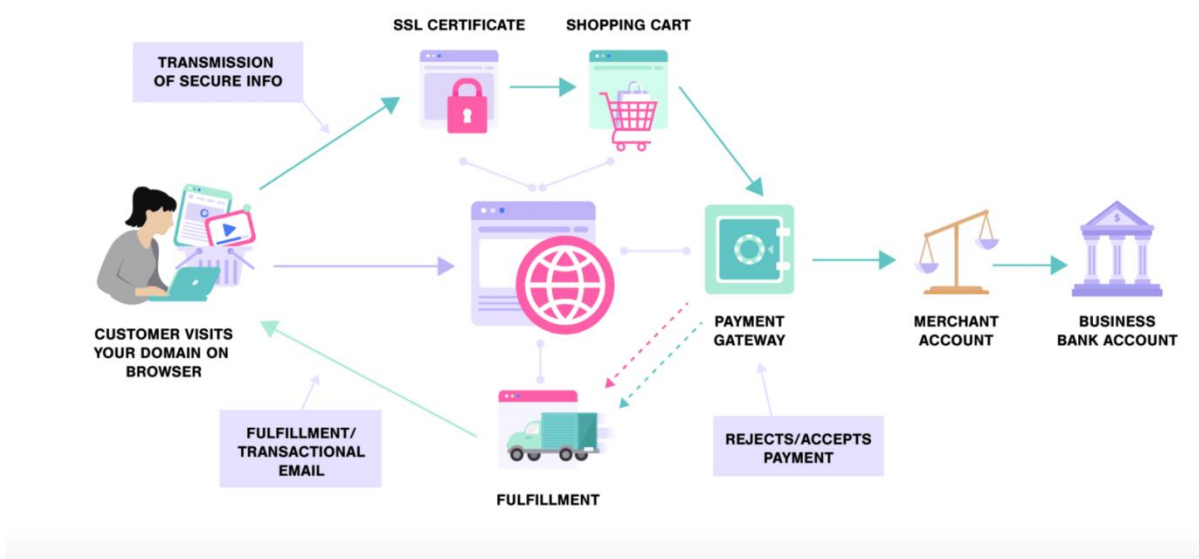 SSL CERTIFICATE
SHOPPING CART
TRANSMISSION
OF SECURE INFO
CUSTOMER VISITS
YOUR DOMAIN ON
BROWSER
$
PAYMENT
GATEWAY
MERCHANT
ACCOUNT
BUSINESS
BANK ACCOUNT
FULFILLMENT/
TRANSACTIONAL
EMAIL
REJECTS/ACCEPTS
PAYMENT
FULFILLMENT